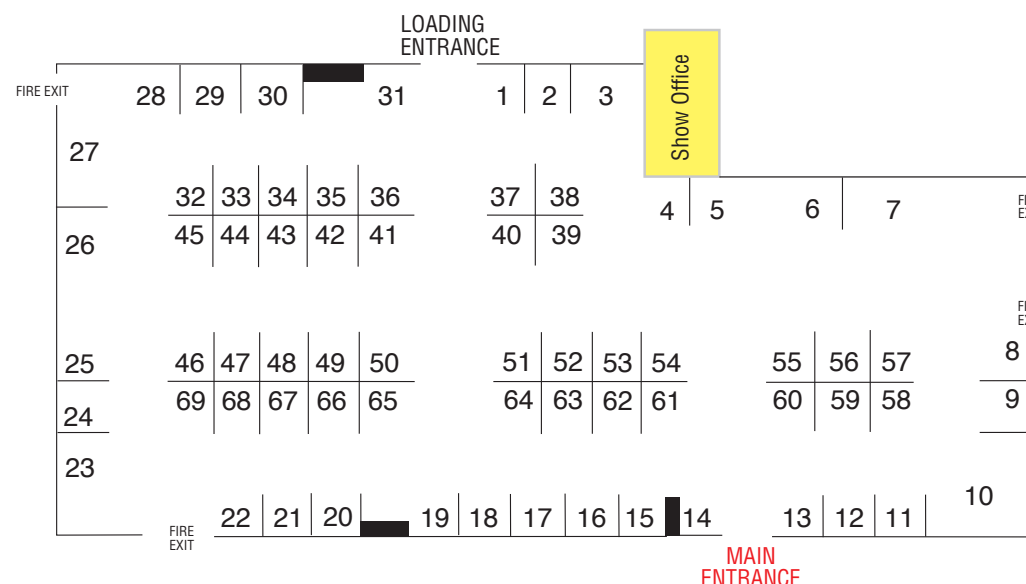 LOADING
ENTRANCE
Show Office
FIRE EXIT
28 29 30 31 1 2 3
27
32 33 34 35 36 37 38
4 5 6 7
45 44 43 42 41 40 39
26
46 47 48 49 50 51 52 53 54 55 56 57
25
8
69 68 67 66 65 64 63 62 61 60 59 58
24
9
23
10
22 21 20 19 18 17 16 15 14 13 12 11
FIRE
EXIT
MAIN
ENTRANCE